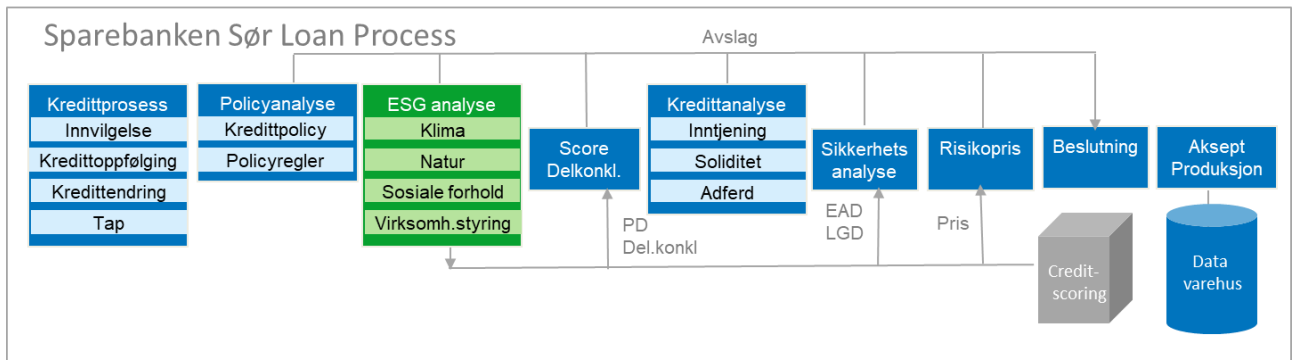 Sparebanken Sør Loan Process
Avslag
Kredittprosess
Innvilgelse
Kredittoppfølging
Kredittendring
Tap
Policyanalyse
Kredittpolicy
Policyregler
ESG analyse
Klima
Natur
Sosiale forhold
Virksomh.styring
Score
Delkonkl.
PD
Del.konkl
Kredittanalyse
Inntjening
Soliditet
Adferd
Sikkerhets
analyse
EAD
LGD
Risikopris
Pris
Beslutning
Aksept
Produksjon
Credit-
scoring
Data
varehus